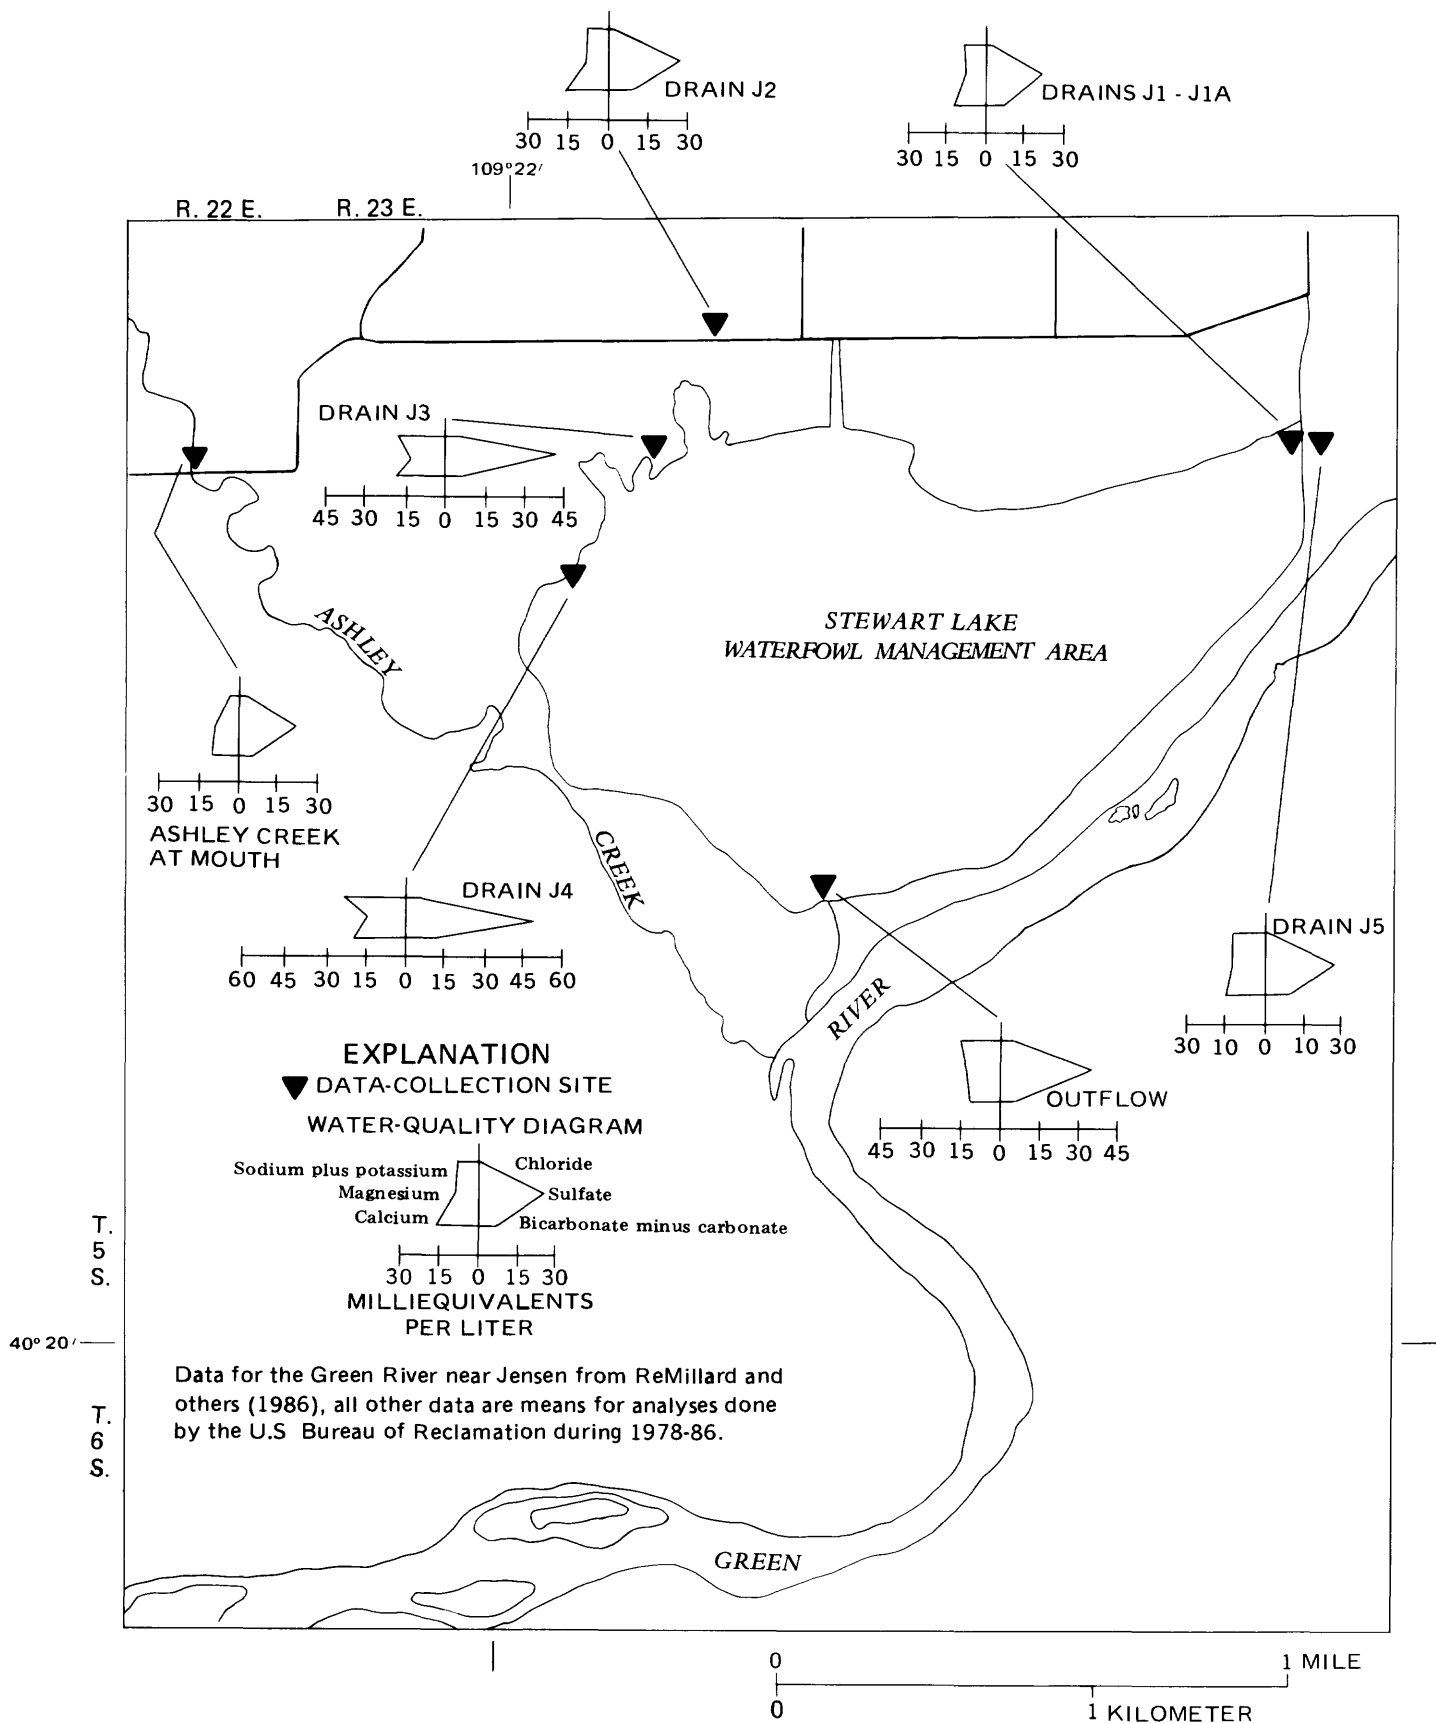 DRAIN J2
30 15 0 15 30
DRAINS J1 - J1A
30 15 0 15 30
109°22′
R. 22 E. R. 23 E.
DRAIN J3
45 30 15 0 15 30 45
ASHLEY
STEWART LAKE
WATERFOWL MANAGEMENT AREA
30 15 0 15 30
ASHLEY CREEK
AT MOUTH
CREEK
DRAIN J4
60 45 30 15 0 15 30 45 60
DRAIN J5
30 10 0 10 30
RIVER
OUTFLOW
45 30 15 0 15 30 45
EXPLANATION
DATA-COLLECTION SITE
WATER-QUALITY DIAGRAM
Sodium plus potassium Chloride
Magnesium Sulfate
Calcium Bicarbonate minus carbonate
30 15 0 15 30
MILLIEQUIVALENTS
PER LITER
T.
5
S.
40° 20′
T.
6
S.
Data for the Green River near Jensen from ReMillard and
others (1986), all other data are means for analyses done
by the U.S Bureau of Reclamation during 1978-86.
GREEN
0 1 MILE
0 1 KILOMETER